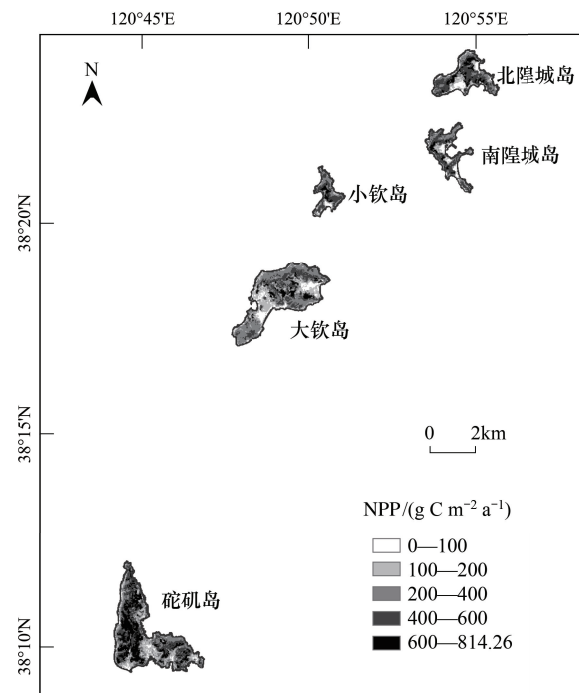 120°45′E 120°50′E 120°55′E
N
北隍城岛
南隍城岛
小钦岛
38°20′N
大钦岛
38°15′N
0 2km
NPP/(g C m⁻² a⁻¹)
0—100
100—200
200—400
400—600
600—814.26
砣矶岛
38°10′N